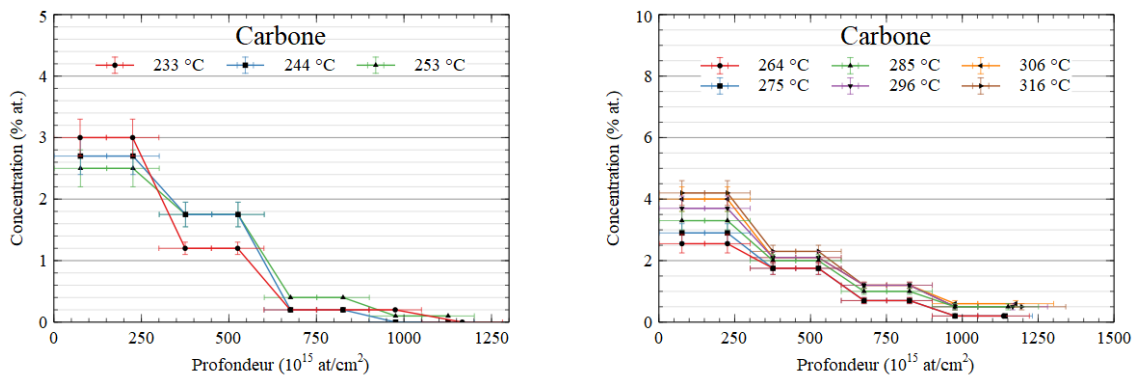 Carbone
233 °C 244 °C 253 °C
Concentration (% at.)
5
4
3
2
1
0
0 250 500 750 1000 1250
Profondeur (10¹⁵ at/cm²)
Carbone
264 °C 285 °C 306 °C
275 °C 296 °C 316 °C
Concentration (% at.)
10
8
6
4
2
0
0 250 500 750 1000 1250 1500
Profondeur (10¹⁵ at/cm²)